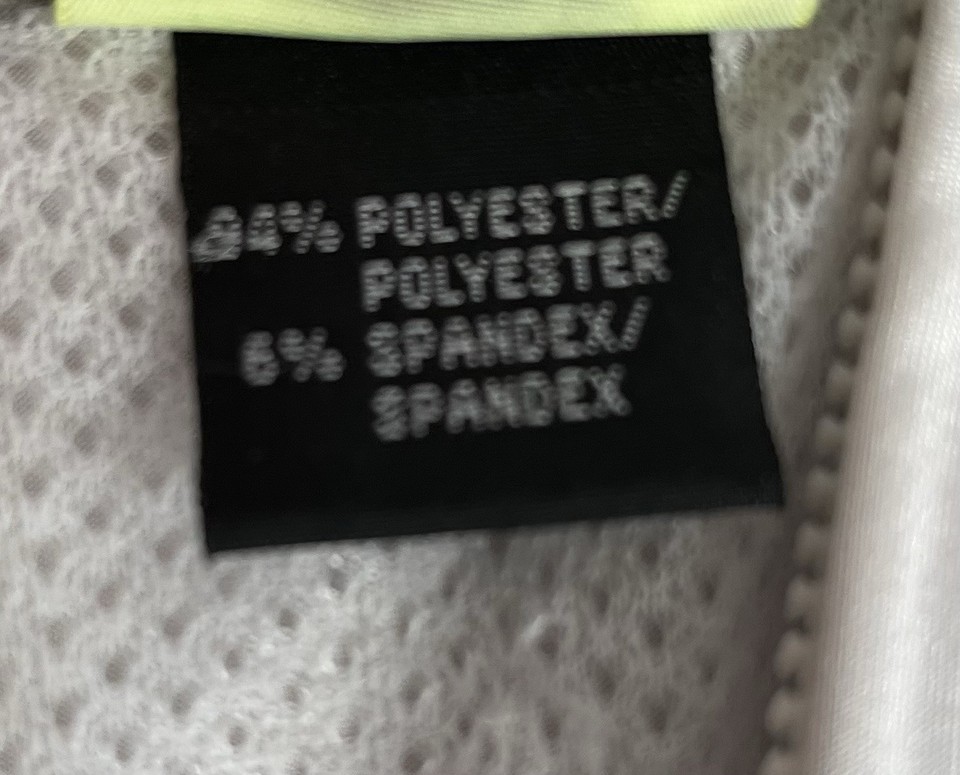 94% POLYESTER/
POLYESTER
6% SPANDEX/
SPANDEX